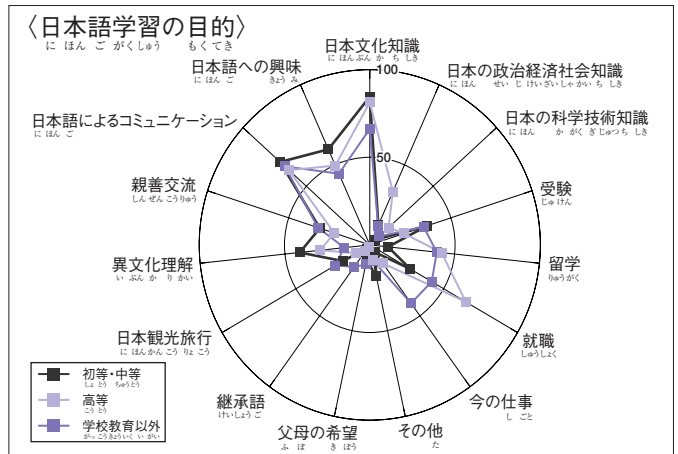 〈日本語学習の目的〉
に ほん ご がくしゅう もくてき
日本文化知識
に ほん ぶん か ち しき
100
50
日本の政治経済社会知識
に ほん せい じ けいざいしゃかい ち しき
日本の科学技術知識
に ほん か がく ぎじゅつち しき
受験
じゅ けん
留学
りゅうがく
就職
しゅうしょく
今の仕事
し ごと
その他
た
父母の希望
ふ ぼ き ぼう
継承語
けいしょうご
日本観光旅行
に ほんかんこう りょ こう
異文化理解
い ぶん か り かい
親善交流
しんぜんこうりゅう
日本語によるコミュニケーション
に ほん ご
日本語への興味
に ほん ご きょう み
初等・中等
しょ とう ちゅうとう
高等
こう とう
学校教育以外
がっこうきょういく い がい